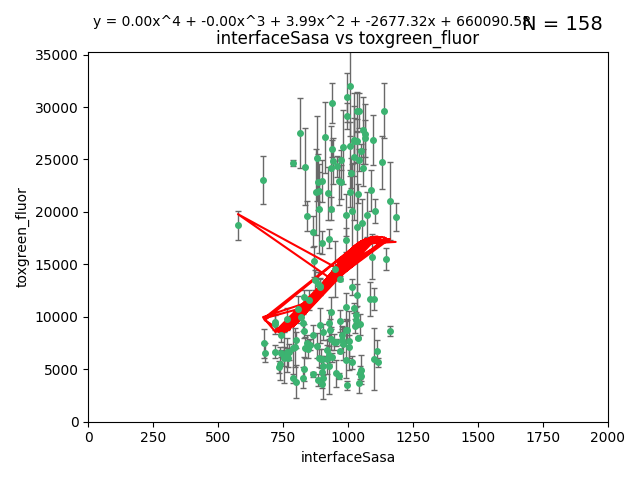 y = 0.00x^4 + -0.00x^3 + 3.99x^2 + -2677.32x + 660090.58
N = 158
interfaceSasa vs toxgreen_fluor
35000
30000
25000
20000
15000
10000
5000
0
toxgreen_fluor
0 250 500 750 1000 1250 1500 1750 2000
interfaceSasa